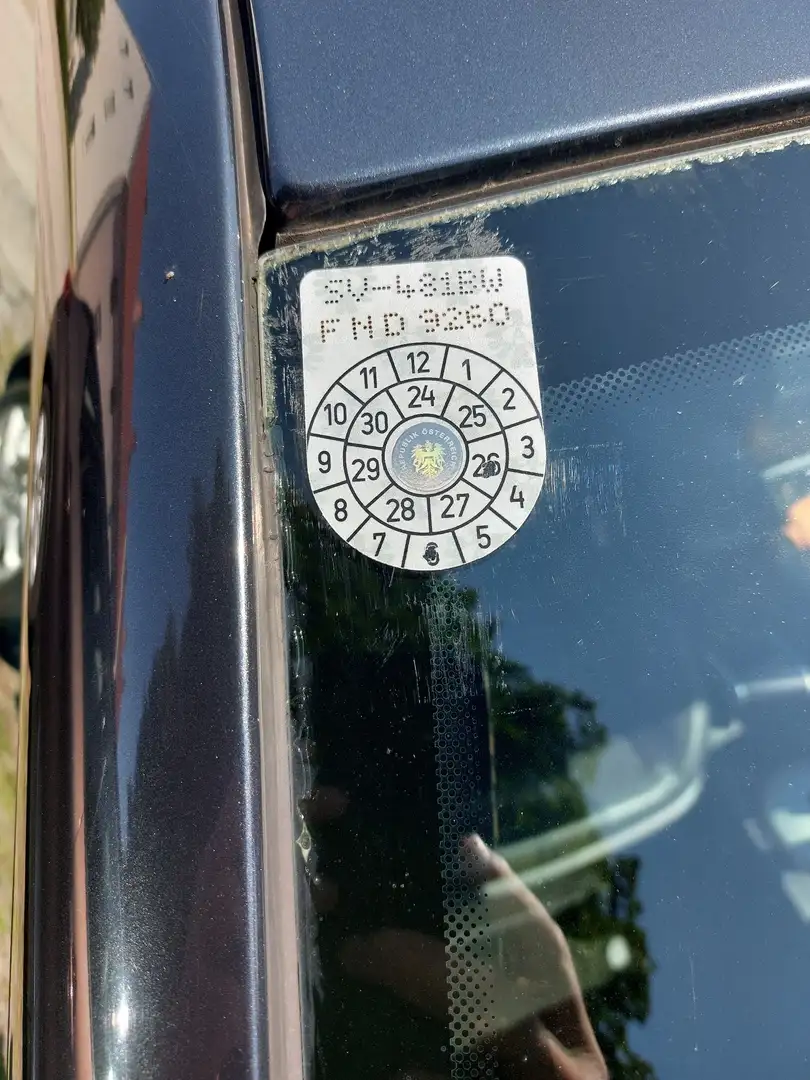 SV-481BW
FMD 9260
12 1 2 3 4 5 6 7 8 9 10 11
24 25 26 27 28 29 30
REPUBLIK ÖSTERREICH